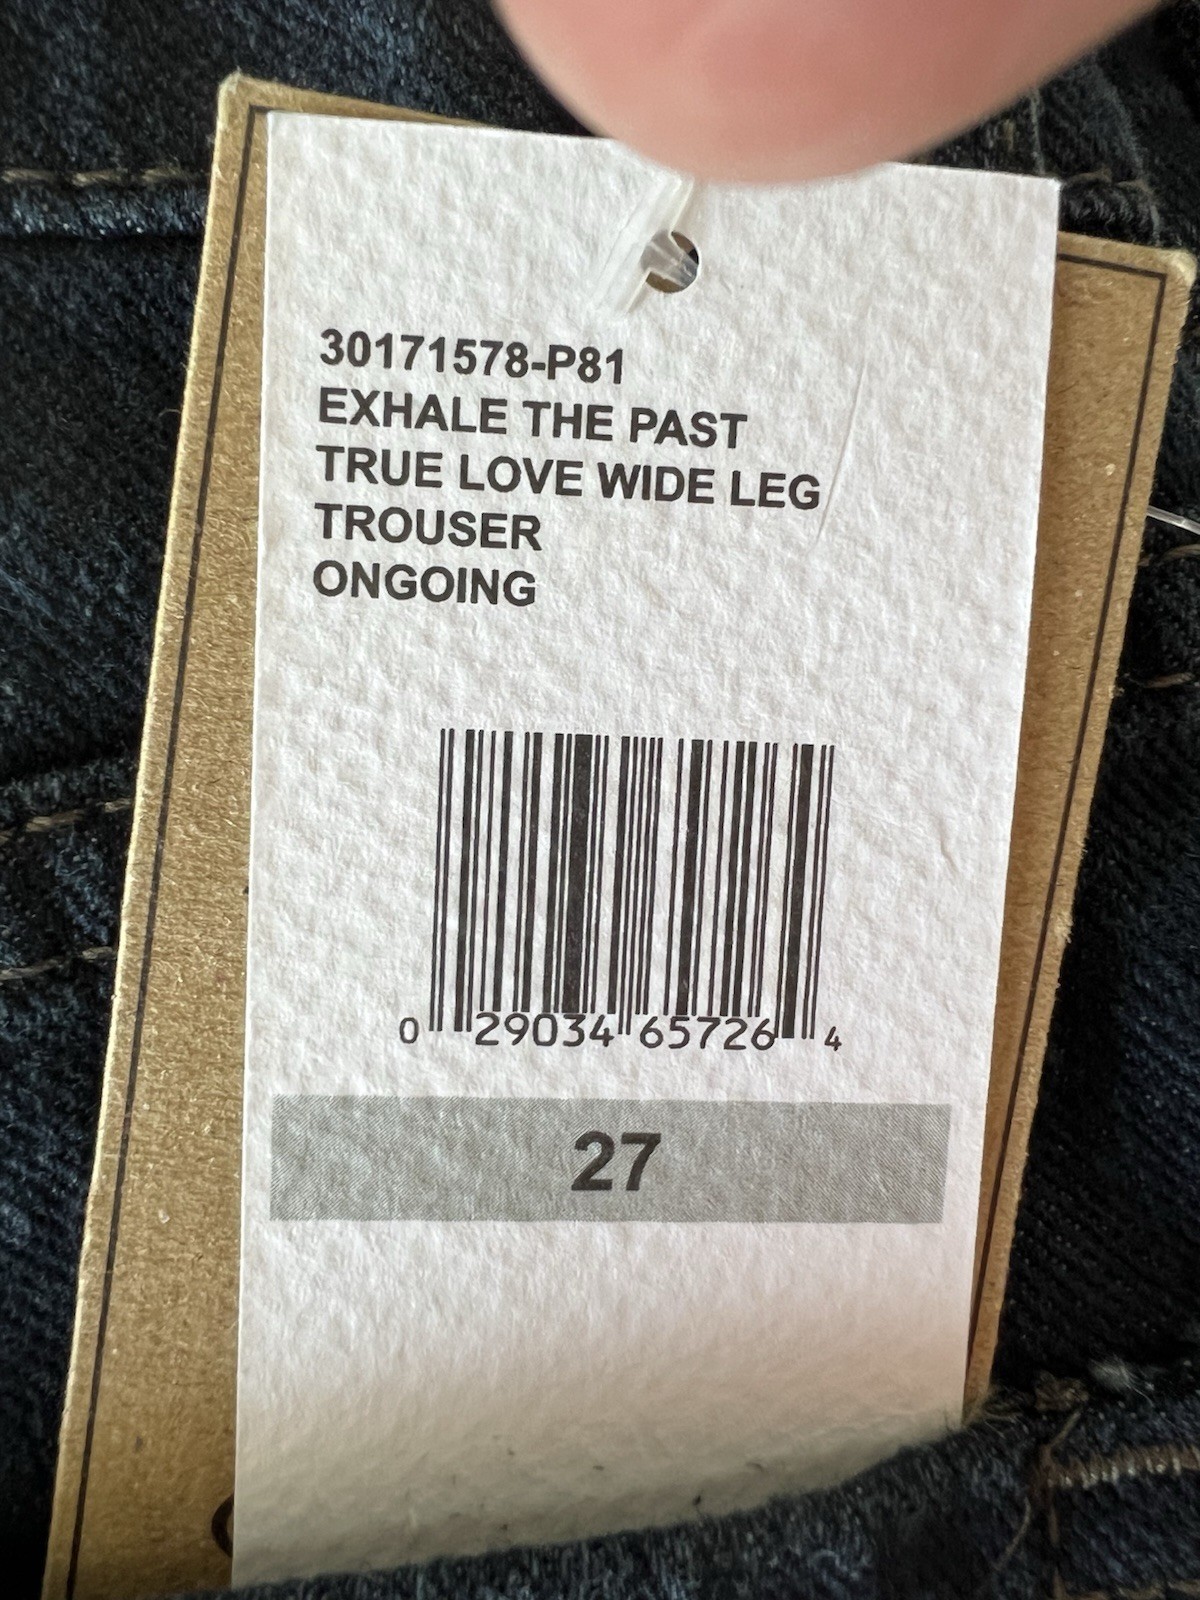 30171578-P81
EXHALE THE PAST
TRUE LOVE WIDE LEG
TROUSER
ONGOING
0 29034 65726 4
27